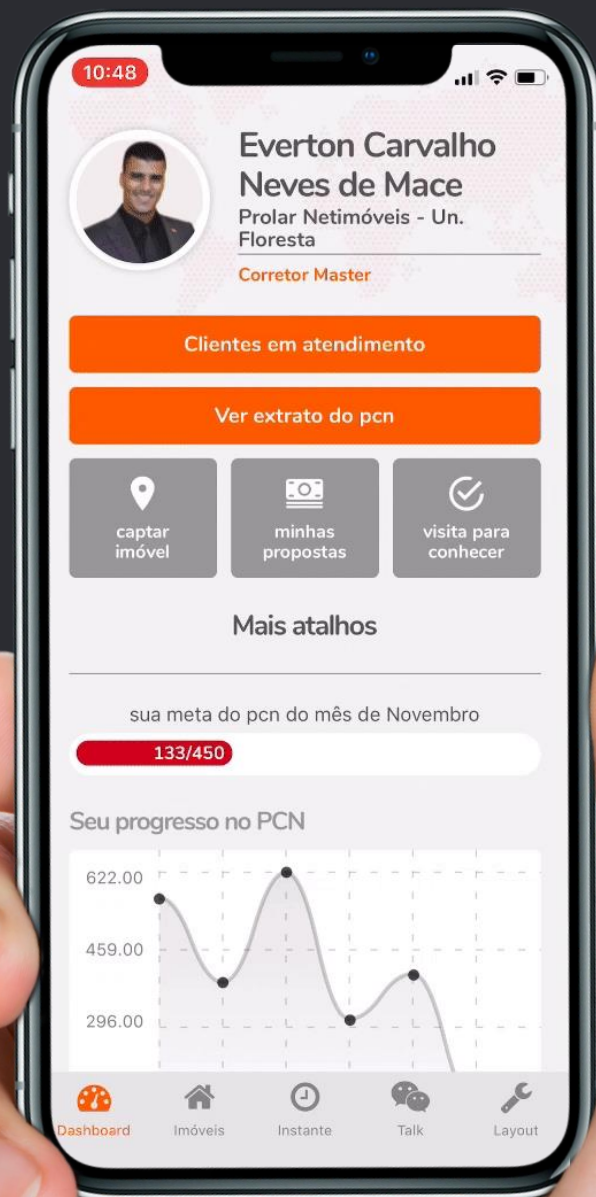 10:48
Everton Carvalho
Neves de Mace
Prolar Netimóveis - Un.
Floresta
Corretor Master
Clientes em atendimento
Ver extrato do pcn
captar
imóvel
minhas
propostas
visita para
conhecer
Mais atalhos
sua meta do pcn do mês de Novembro
133/450
Seu progresso no PCN
622.00
459.00
296.00
Dashboard
Imóveis
Instante
Talk
Layout